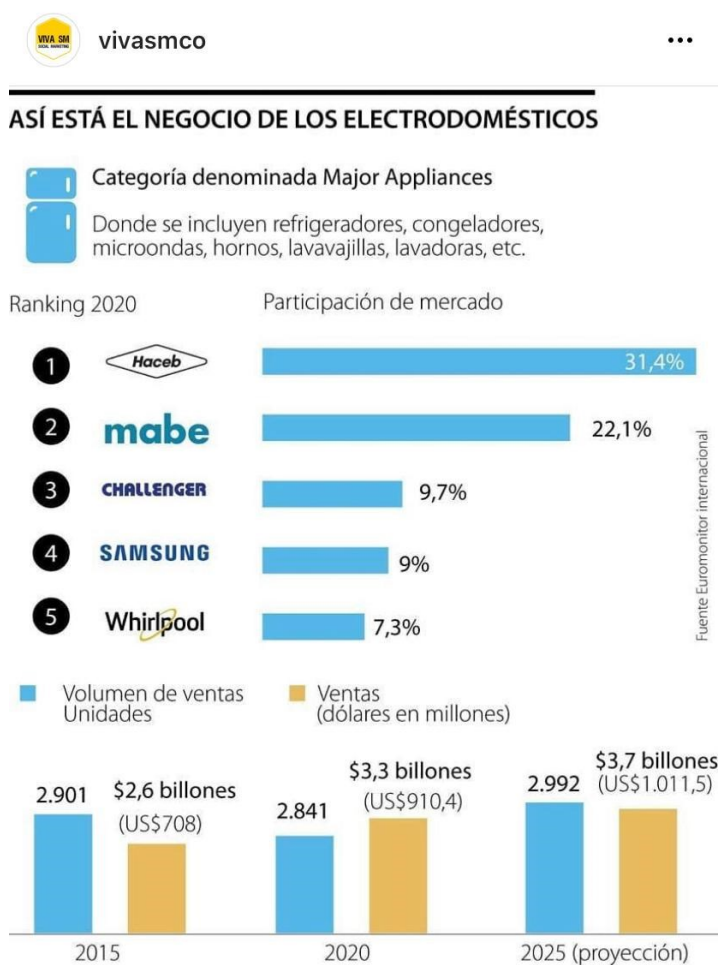 VIVA SM
SOCIAL MARKETING
vivasmco
ASÍ ESTÁ EL NEGOCIO DE LOS ELECTRODOMÉSTICOS
Categoría denominada Major Appliances
Donde se incluyen refrigeradores, congeladores,
microondas, hornos, lavavajillas, lavadoras, etc.
Ranking 2020
Participación de mercado
1 Haceb 31,4%
2 mabe 22,1%
3 CHALLENGER 9,7%
4 SAMSUNG 9%
5 Whirlpool 7,3%
Fuente Euromonitor internacional
Volumen de ventas
Unidades
Ventas
(dólares en millones)
2.901
$2,6 billones
(US$708)
2.841
$3,3 billones
(US$910,4)
2.992
$3,7 billones
(US$1.011,5)
2015
2020
2025 (proyección)